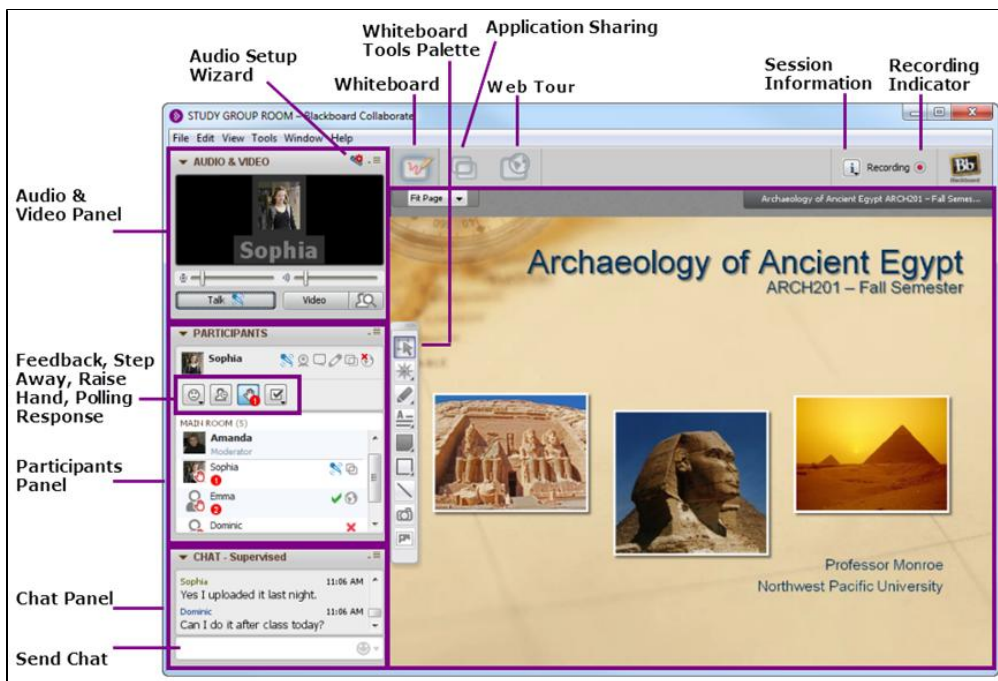 Whiteboard
Tools Palette
Application Sharing
Audio Setup
Wizard
Whiteboard
Web Tour
Session
Information
Recording
Indicator
STUDY GROUP ROOM – Blackboard Collaborate
File Edit View Tools Window Help
AUDIO & VIDEO
Recording
Bb
Blackboard
Audio &
Video Panel
Fit Page
Archaeology of Ancient Egypt ARCH201 – Fall Semes...
Sophia
Talk
Video
Archaeology of Ancient Egypt
ARCH201 – Fall Semester
PARTICIPANTS
Sophia
Feedback, Step
Away, Raise
Hand, Polling
Response
1
MAIN ROOM (5)
Amanda
Moderator
Participants
Panel
Sophia
1
Emma
2
Dominic
CHAT - Supervised
Sophia 11:06 AM
Yes I uploaded it last night.
Dominic 11:06 AM
Can I do it after class today?
Chat Panel
Send Chat
Professor Monroe
Northwest Pacific University